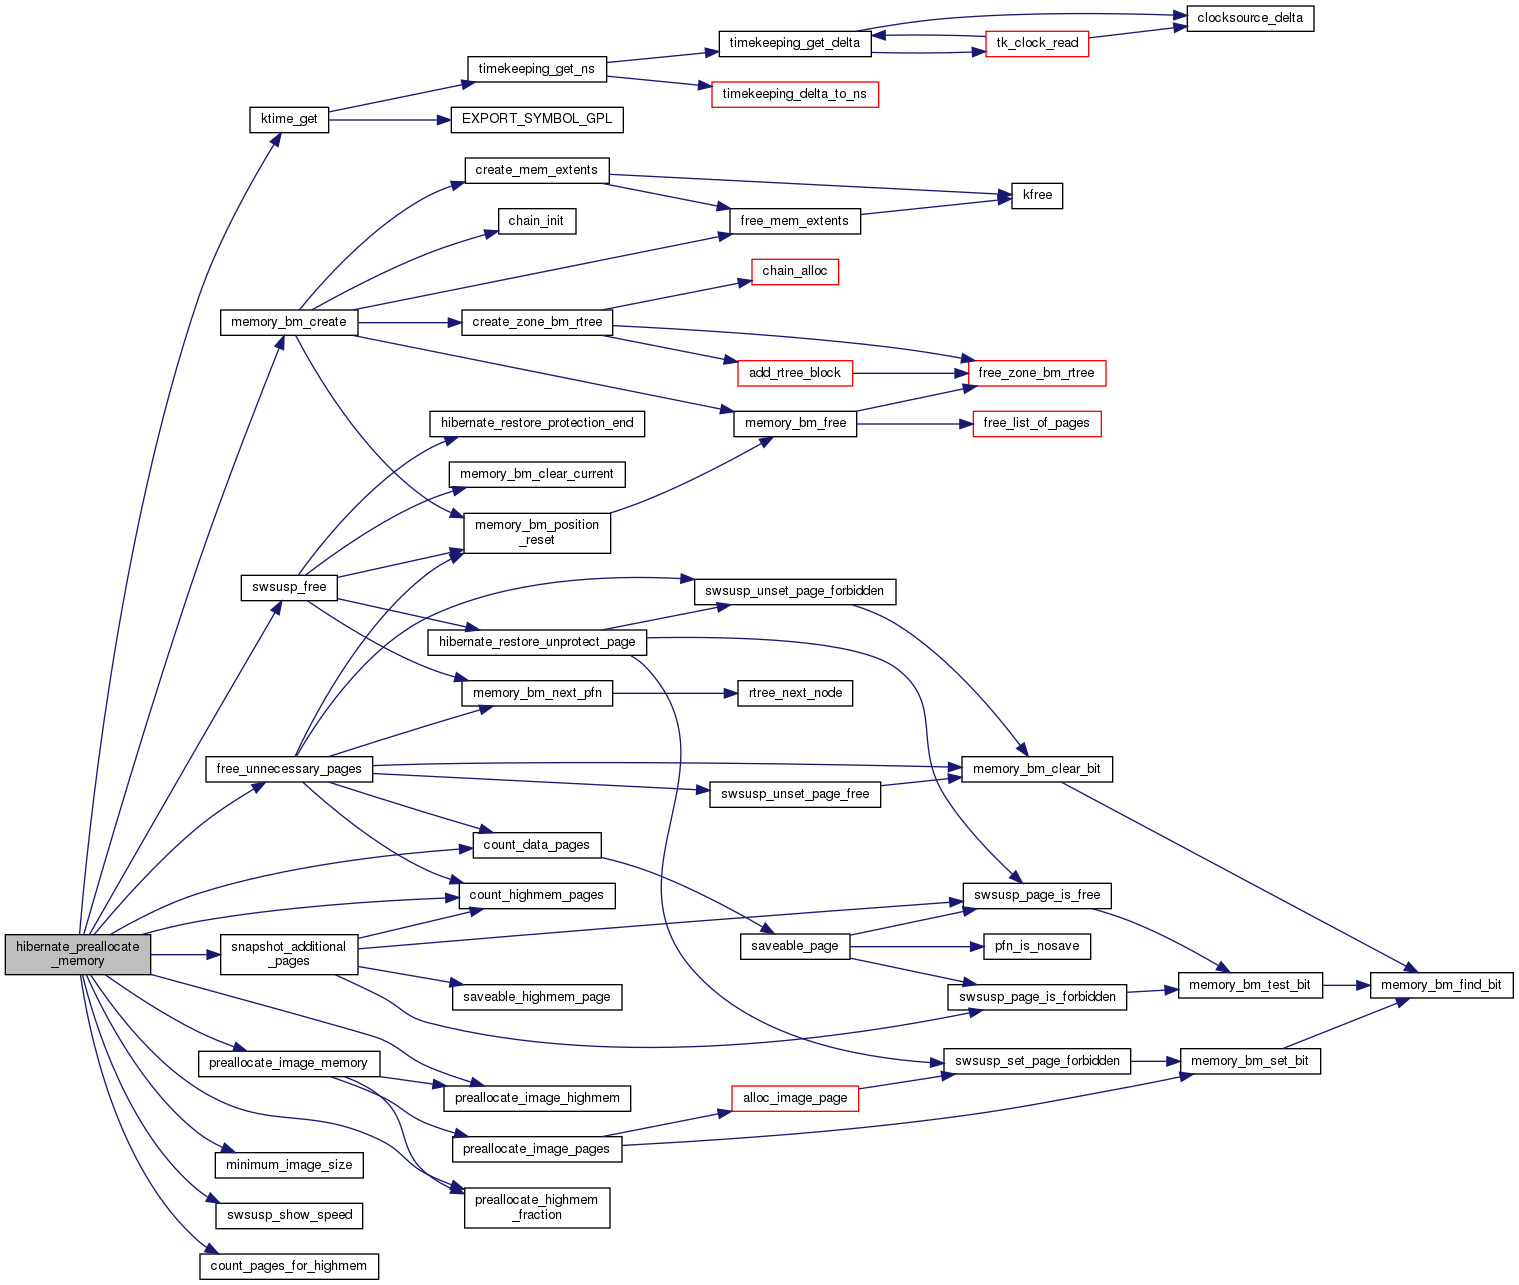 clocksource_delta
timekeeping_get_delta
tk_clock_read
timekeeping_get_ns
timekeeping_delta_to_ns
ktime_get
EXPORT_SYMBOL_GPL
create_mem_extents
kfree
chain_init
free_mem_extents
chain_alloc
memory_bm_create
create_zone_bm_rtree
add_rtree_block
free_zone_bm_rtree
hibernate_restore_protection_end
memory_bm_free
free_list_of_pages
memory_bm_clear_current
memory_bm_position
_reset
swsusp_free
swsusp_unset_page_forbidden
hibernate_restore_unprotect_page
memory_bm_next_pfn
rtree_next_node
free_unnecessary_pages
memory_bm_clear_bit
swsusp_unset_page_free
count_data_pages
count_highmem_pages
swsusp_page_is_free
hibernate_preallocate
_memory
snapshot_additional
_pages
saveable_page
pfn_is_nosave
saveable_highmem_page
swsusp_page_is_forbidden
memory_bm_test_bit
memory_bm_find_bit
preallocate_image_memory
swsusp_set_page_forbidden
memory_bm_set_bit
preallocate_image_highmem
alloc_image_page
preallocate_image_pages
minimum_image_size
preallocate_highmem
_fraction
swsusp_show_speed
count_pages_for_highmem